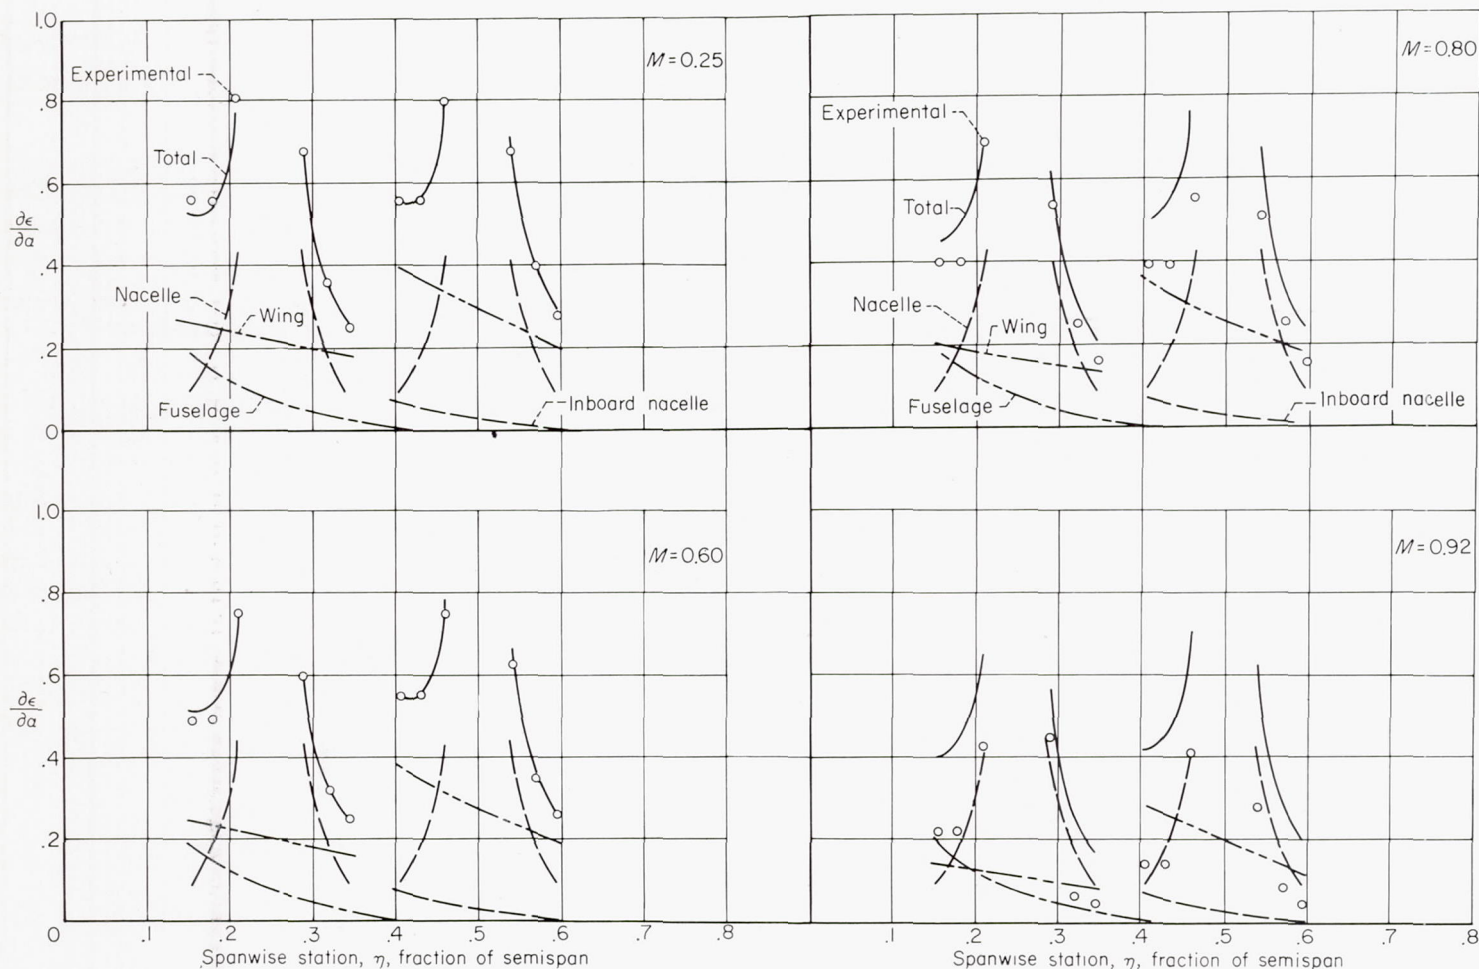 1.0
.8
.6
.4
.2
0
∂ϵ/∂α
M=0.25
Experimental
Total
Nacelle
Wing
Fuselage
Inboard nacelle
M=0.80
Experimental
Total
Nacelle
Wing
Fuselage
Inboard nacelle
1.0
.8
.6
.4
.2
0
∂ϵ/∂α
M=0.60
M=0.92
.1 .2 .3 .4 .5 .6 .7 .8
Spanwise station, η, fraction of semispan
.1 .2 .3 .4 .5 .6 .7 .8
Spanwise station, η, fraction of semispan